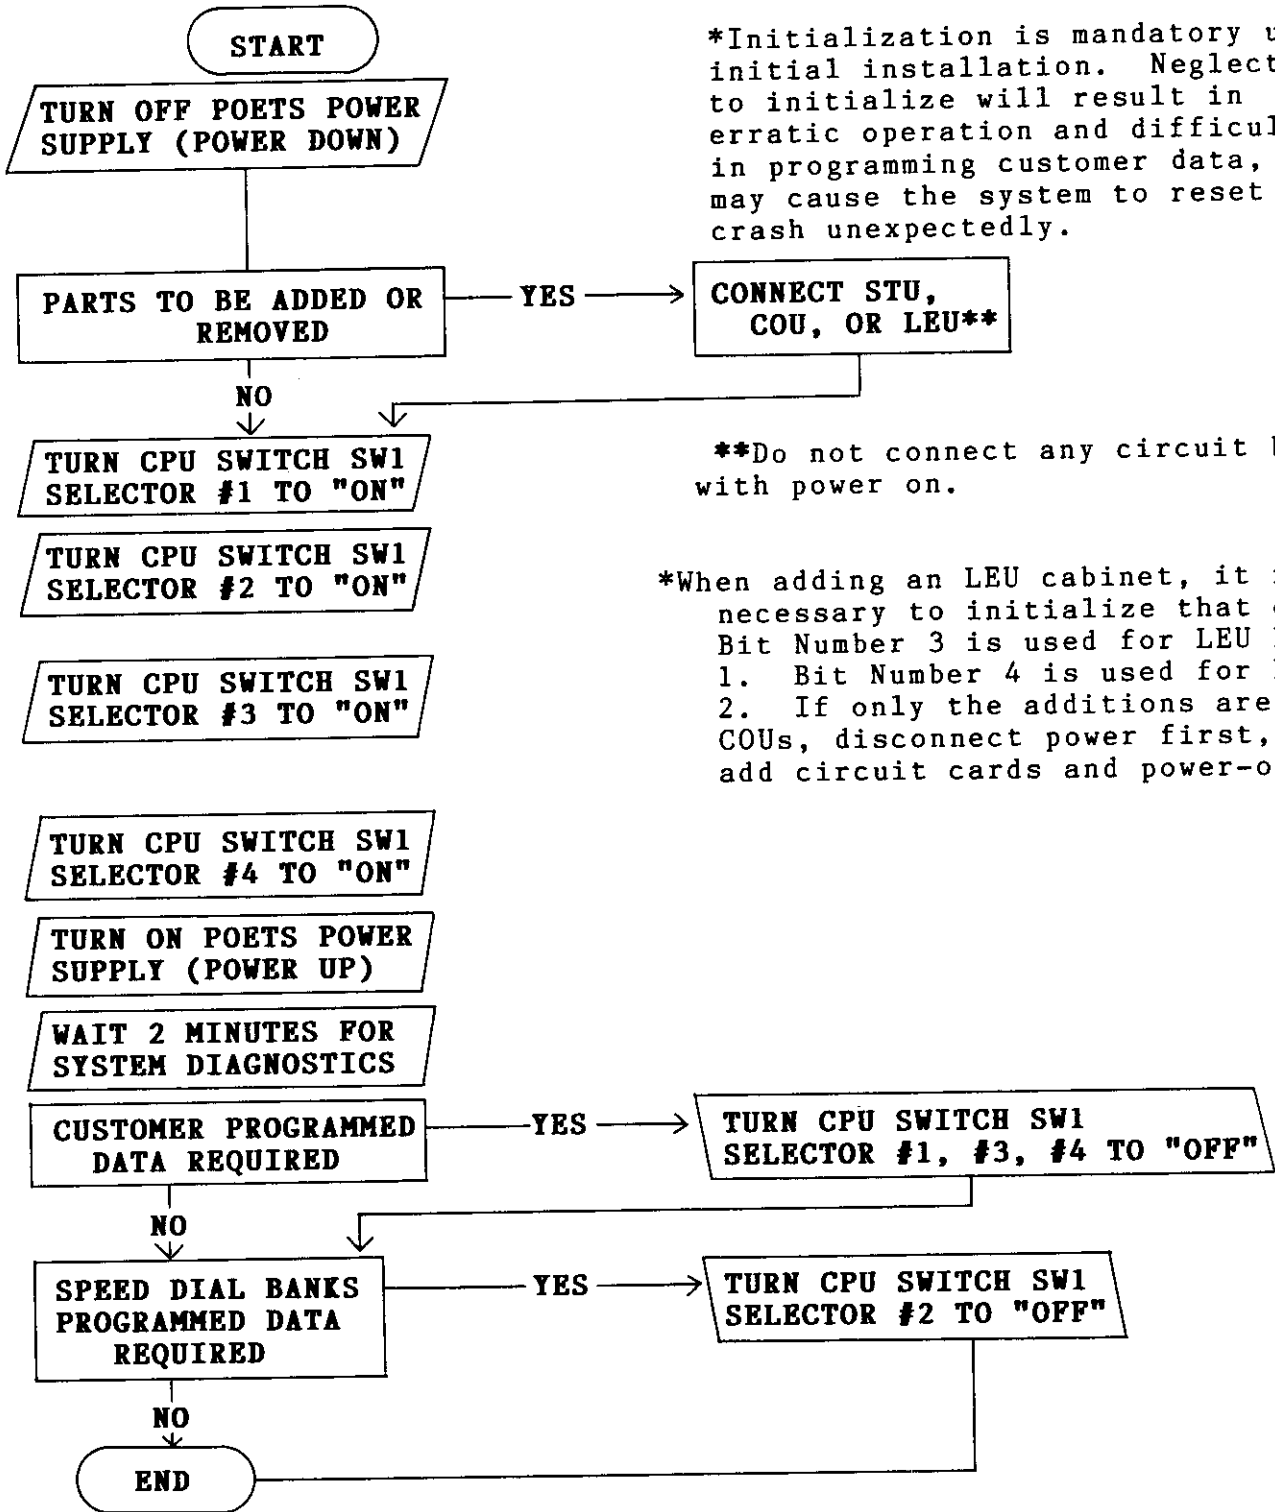 START
TURN OFF POETS POWER
SUPPLY (POWER DOWN)
*Initialization is mandatory
initial installation. Neglect
to initialize will result in
erratic operation and difficul
in programming customer data,
may cause the system to reset
crash unexpectedly.
PARTS TO BE ADDED OR
REMOVED
YES
CONNECT STU,
COU, OR LEU**
NO
TURN CPU SWITCH SW1
SELECTOR #1 TO "ON"
**Do not connect any circuit
with power on.
TURN CPU SWITCH SW1
SELECTOR #2 TO "ON"
*When adding an LEU cabinet, it
necessary to initialize that
Bit Number 3 is used for LEU
1. Bit Number 4 is used for
2. If only the additions are
COUs, disconnect power first,
add circuit cards and power-o
TURN CPU SWITCH SW1
SELECTOR #3 TO "ON"
TURN CPU SWITCH SW1
SELECTOR #4 TO "ON"
TURN ON POETS POWER
SUPPLY (POWER UP)
WAIT 2 MINUTES FOR
SYSTEM DIAGNOSTICS
CUSTOMER PROGRAMMED
DATA REQUIRED
YES
TURN CPU SWITCH SW1
SELECTOR #1, #3, #4 TO "OFF"
NO
SPEED DIAL BANKS
PROGRAMMED DATA
REQUIRED
YES
TURN CPU SWITCH SW1
SELECTOR #2 TO "OFF"
NO
END